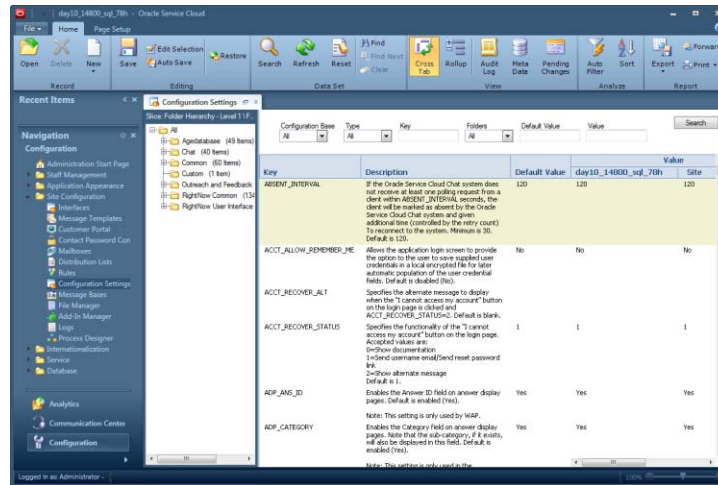 day10_14800_sql_78h - Oracle Service Cloud
File Home Page Setup
Open Delete New Save Edit Selection Auto Save Restore Search Refresh Reset Find Find Next Clear Cross Tab Rollup Audit Log Meta Data Pending Changes Auto Filter Sort Export Forward Print
Record Editing Data Set View Analyze Report
Recent Items
Configuration Settings
Slice: Folder Hierarchy - Level 1 \ F...
Navigation
Configuration
Administration Start Page
Staff Management
Application Appearance
Site Configuration
Interfaces
Message Templates
Customer Portal
Contact Password Con
Mailboxes
Distribution Lists
Rules
Configuration Settings
Message Bases
File Manager
Add-In Manager
Logs
Process Designer
Internationalization
Service
Database
Analytics
Communication Center
Configuration
All
Agedatabase (49 Items)
Chat (40 Items)
Common (60 Items)
Custom (1 Item)
Outreach and Feedback
RightNow Common (134
RightNow User Interface
Configuration Base Type Key Folders Default Value Value Search
All All All
Value
Key Description Default Value day10_14800_sql_78h Site
ABSENT_INTERVAL If the Oracle Service Cloud Chat system does 120 120 120
not receive at least one polling request from a
client within ABSENT_INTERVAL seconds, the
client will be marked as absent by the Oracle
Service Cloud Chat system and given
additional time (controlled by the retry count)
To reconnect to the system. Minimum is 30.
Default is 120.
ACCT_ALLOW_REMEMBER_ME Allows the application login screen to provide No No No
the option to the user to save supplied user
credentials in a local encrypted file for later
automatic population of the user credential
fields. Default is disabled (No).
ACCT_RECOVER_ALT Specifies the alternate message to display
when the "I cannot access my account" button
on the login page is clicked and
ACCT_RECOVER_STATUS=2. Default is blank.
ACCT_RECOVER_STATUS Specifies the functionality of the "I cannot 1 1 1
access my account" button on the login page.
Accepted values are:
0=Show documentation
1=Send username email/Send reset password
link
2=Show alternate message
Default is 1.
ADP_ANS_ID Enables the Answer ID field on answer display Yes Yes Yes
pages. Default is enabled (Yes).
Note: This setting is only used by WAP.
ADP_CATEGORY Enables the Category field on answer display Yes Yes Yes
pages. Note that the sub-category, if it exists,
will also be displayed in this field. Default is
enabled (Yes).
Note: This setting is only used in the
Logged in as: Administrator - 100%